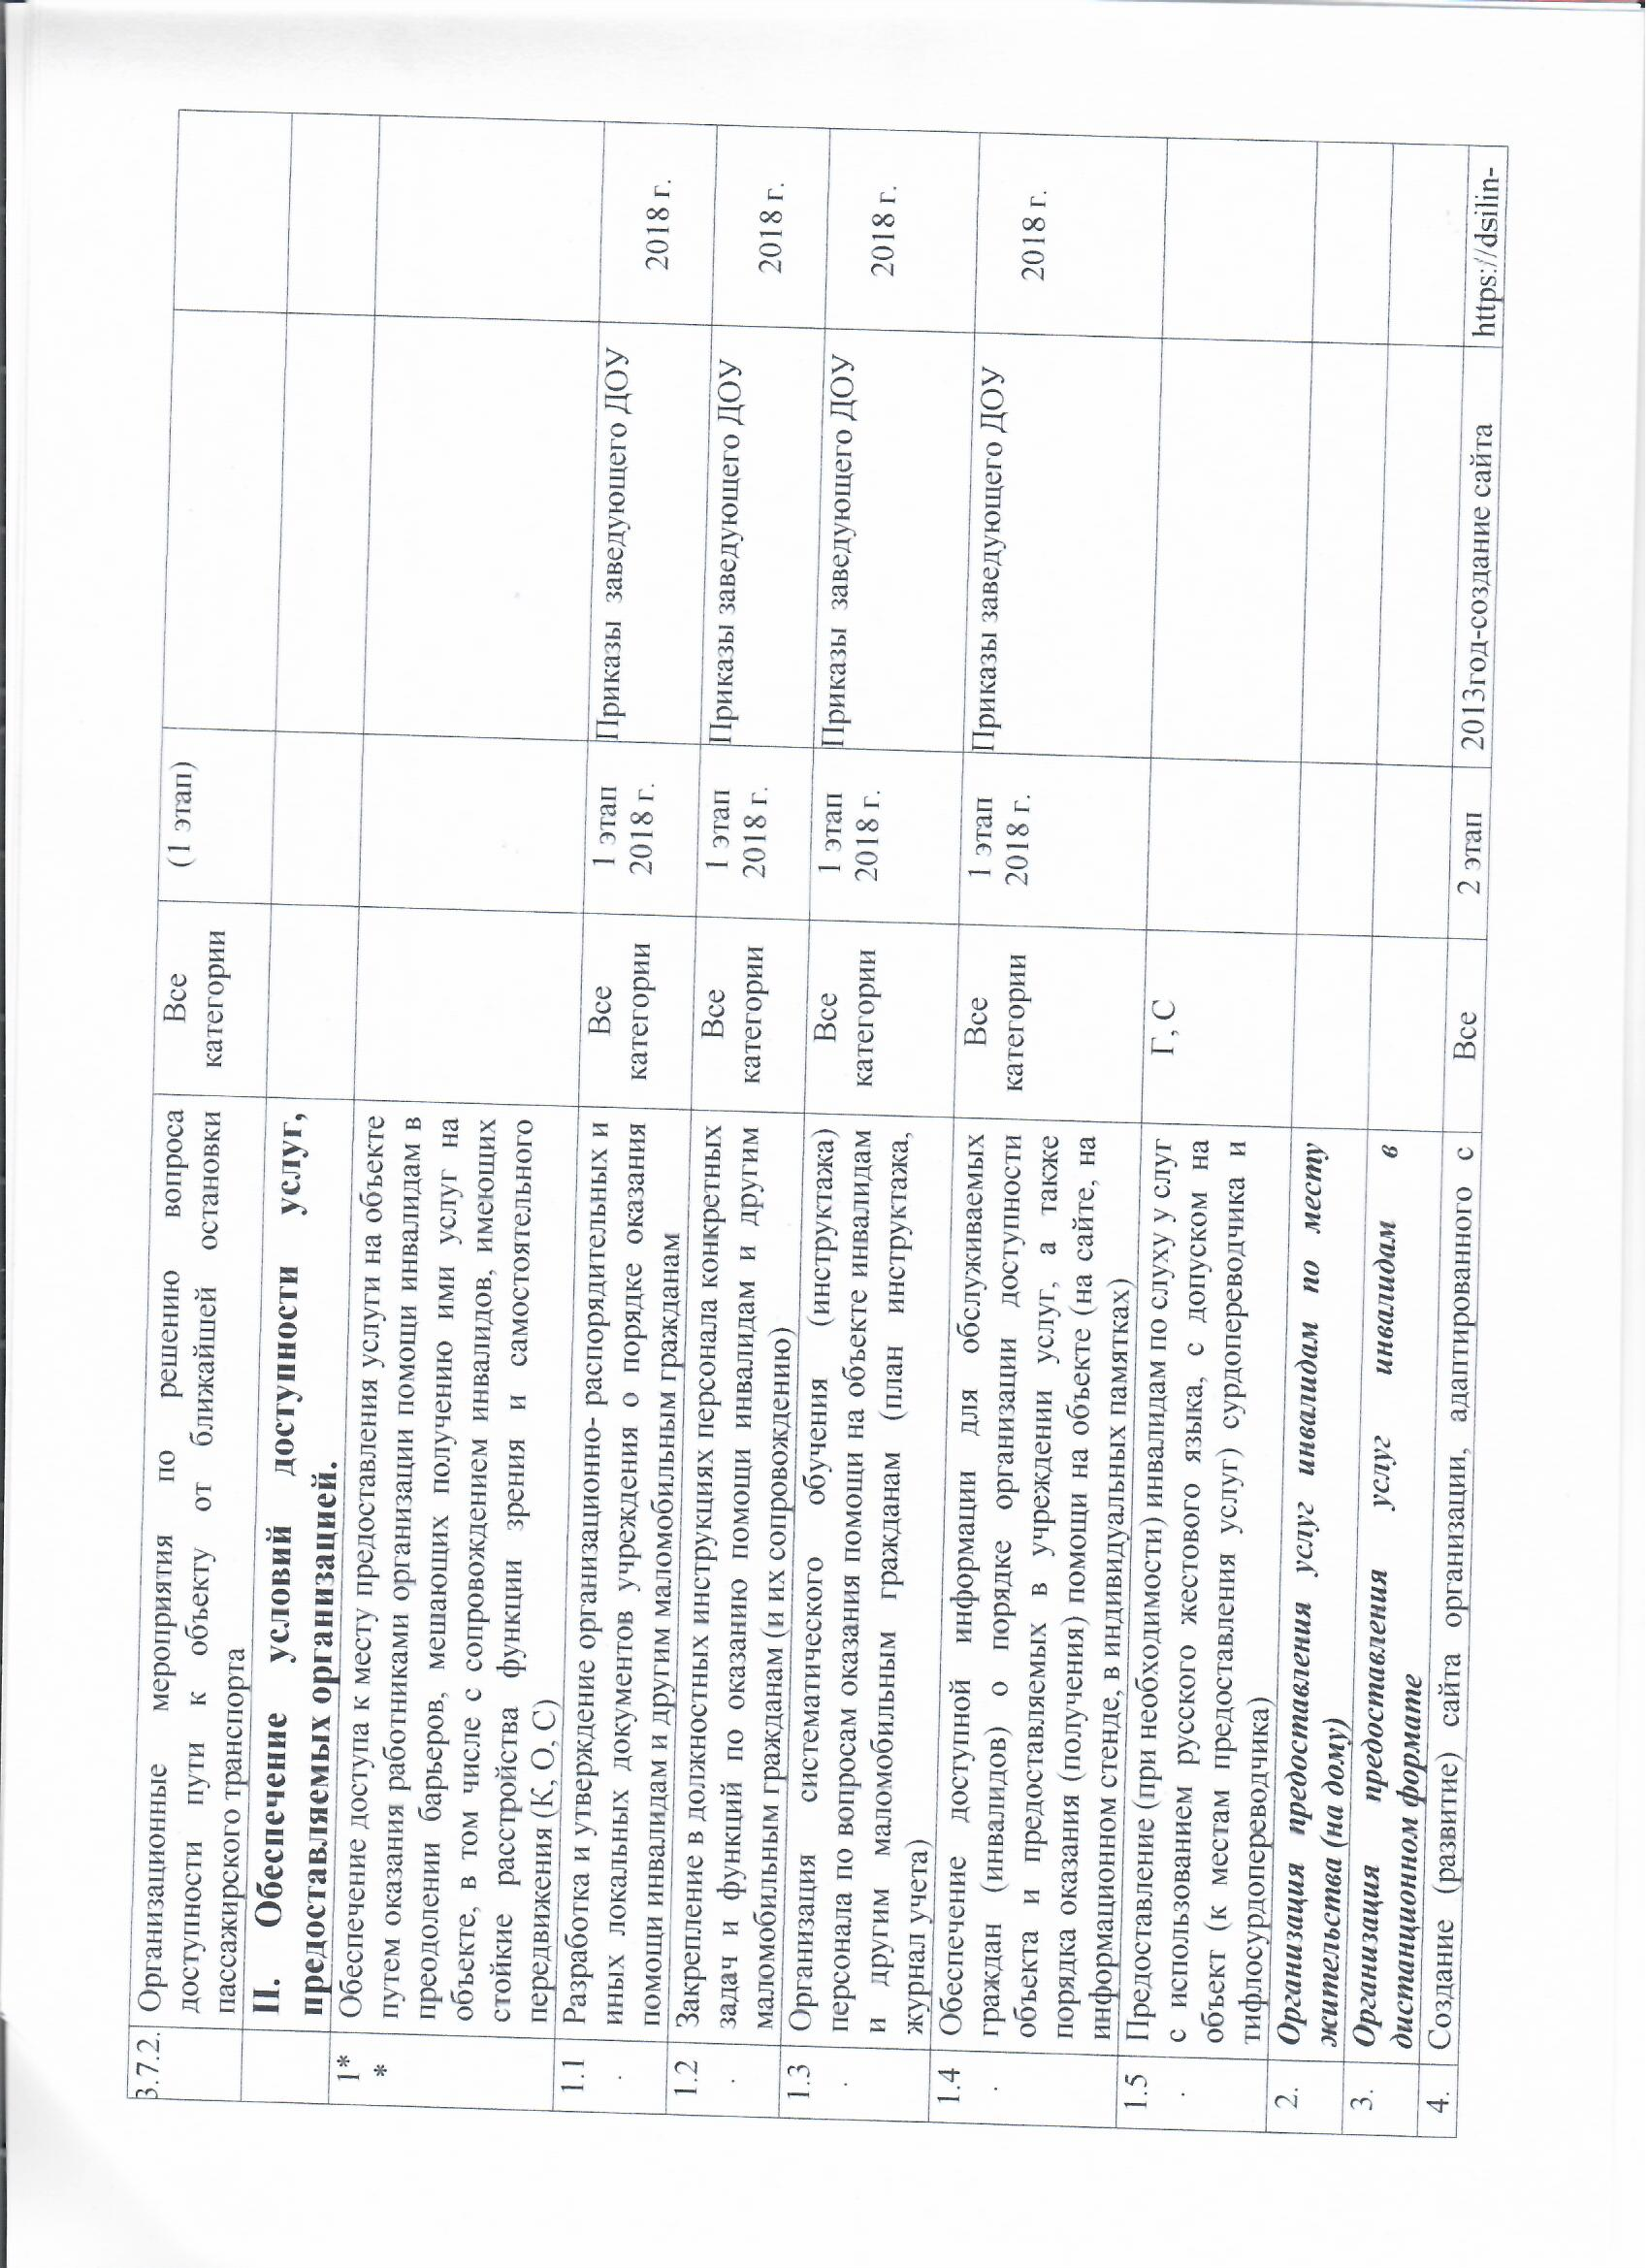 3.7.2. Организационные мероприятия по решению вопроса
доступности пути к объекту от ближайшей остановки
пассажирского транспорта
Все
категории
(1 этап)
II. Обеспечение условий доступности услуг,
предоставляемых организацией.
1*
*
Обеспечение доступа к месту предоставления услуги на объекте
путем оказания работниками организации помощи инвалидам в
преодолении барьеров, мешающих получению ими услуг на
объекте, в том числе с сопровождением инвалидов, имеющих
стойкие расстройства функции зрения и самостоятельного
передвижения (К, О, С)
1.1
.
Разработка и утверждение организационно- распорядительных и
иных локальных документов учреждения о порядке оказания
помощи инвалидам и другим маломобильным гражданам
Все
категории
1 этап
2018 г.
Приказы заведующего ДОУ
2018 г.
1.2
.
Закрепление в должностных инструкциях персонала конкретных
задач и функций по оказанию помощи инвалидам и другим
маломобильным гражданам (и их сопровождению)
Все
категории
1 этап
2018 г.
Приказы заведующего ДОУ
2018 г.
1.3
.
Организация систематического обучения (инструктажа)
персонала по вопросам оказания помощи на объекте инвалидам
и другим маломобильным гражданам (план инструктажа,
журнал учета)
Все
категории
1 этап
2018 г.
Приказы заведующего ДОУ
2018 г.
1.4
.
Обеспечение доступной информации для обслуживаемых
граждан (инвалидов) о порядке организации доступности
объекта и предоставляемых в учреждении услуг, а также
порядка оказания (получения) помощи на объекте (на сайте, на
информационном стенде, в индивидуальных памятках)
Все
категории
1 этап
2018 г.
Приказы заведующего ДОУ
2018 г.
1.5
.
Предоставление (при необходимости) инвалидам по слуху у слуг
с использованием русского жестового языка, с допуском на
объект (к местам предоставления услуг) сурдопереводчика и
тифлосурдопереводчика)
Г, С
2. Организация предоставления услуг инвалидам по месту
жительства (на дому)
3. Организация предоставления услуг инвалидам в
дистанционном формате
4. Создание (развитие) сайта организации, адаптированного с
Все
2 этап
2013год-создание сайта
https://dsilin-